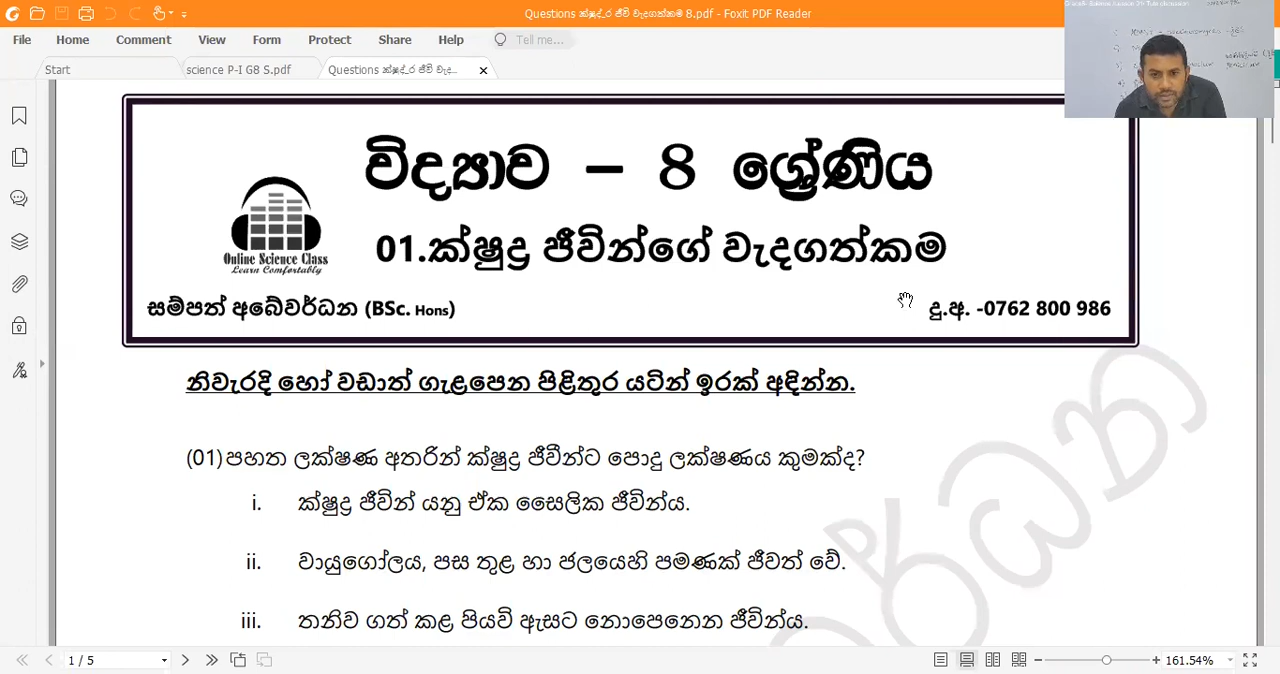 Questions ක්ෂුද්‍ර ජීවි වැදගත්කම 8.pdf - Foxit PDF Reader
File Home Comment View Form Protect Share Help Tell me...
Start science P-I G8 S.pdf Questions ක්ෂුද්‍ර ජීවි වැද...
විද්‍යාව – 8 ශ්‍රේණිය
01.ක්ෂුද්‍ර ජීවින්ගේ වැදගත්කම
Online Science Class
Learn Comfortably
සම්පත් අබේවර්ධන (BSc. Hons) දු.අ. -0762 800 986
නිවැරදි හෝ වඩාත් ගැළපෙන පිළිතුර යටින් ඉරක් අඳින්න.
(01) පහත ලක්ෂණ අතරින් ක්ෂුද්‍ර ජීවීන්ට පොදු ලක්ෂණය කුමක්ද?
i. ක්ෂුද්‍ර ජීවින් යනු ඒක සෛලික ජීවින්ය.
ii. වායුගෝලය, පස තුළ හා ජලයෙහි පමණක් ජීවත් වේ.
iii. තනිව ගත් කළ පියවි ඇසට නොපෙනෙන ජීවින්ය.
1 / 5 161.54%